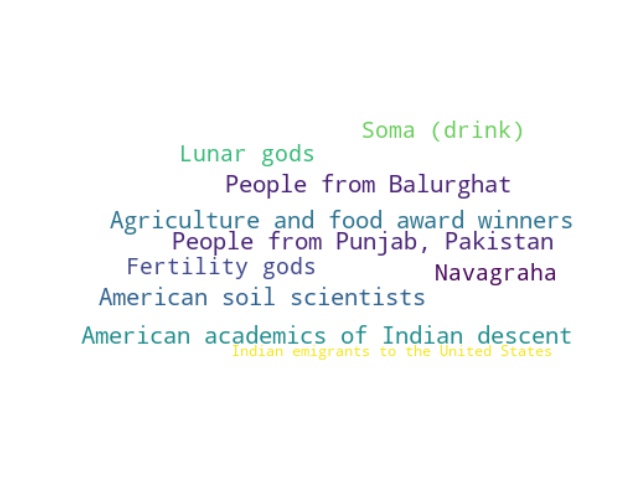 Soma (drink)
Lunar gods
People from Balurghat
Agriculture and food award winners
People from Punjab, Pakistan
Fertility gods
Navagraha
American soil scientists
American academics of Indian descent
Indian emigrants to the United States